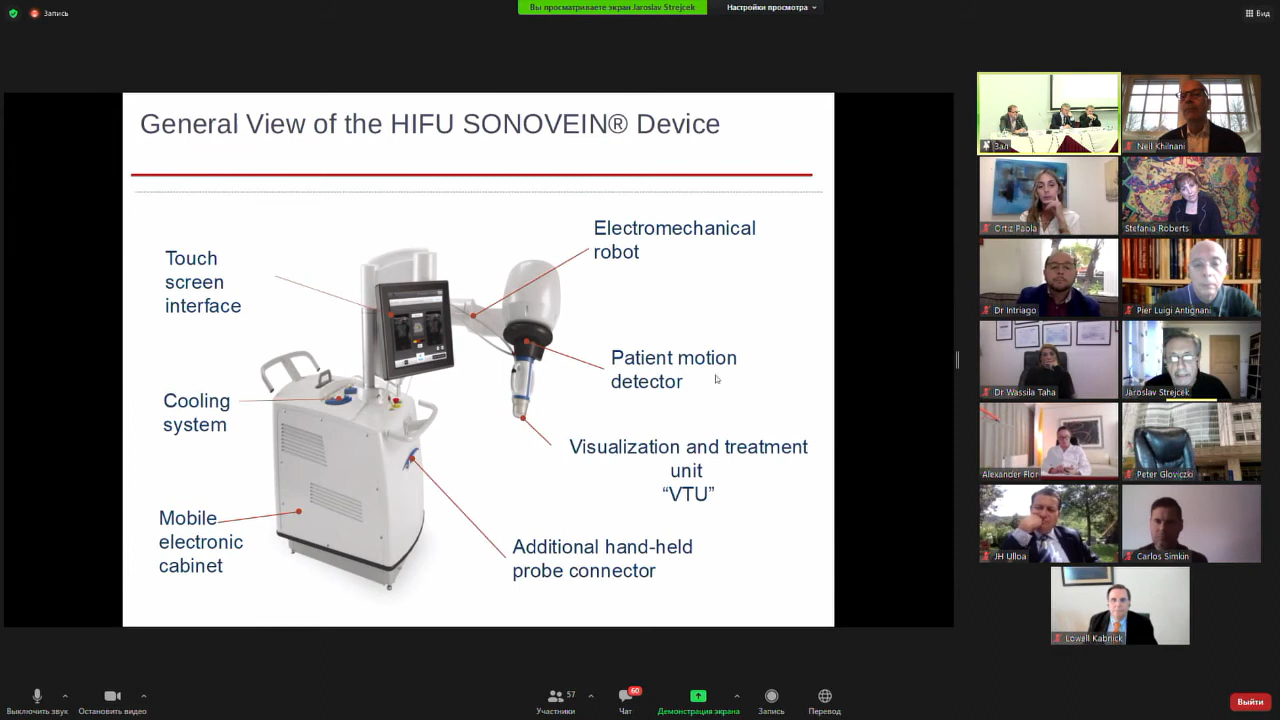 Запись
Вы просматриваете экран Jaroslav Strejcek
Настройки просмотра
Вид
General View of the HIFU SONOVEIN® Device
Touch
screen
interface
Electromechanical
robot
Patient motion
detector
Cooling
system
Visualization and treatment
unit
“VTU”
Mobile
electronic
cabinet
Additional hand-held
probe connector
Зал
Neil Khilnani
Ortiz Paola
Stefania Roberts
Dr Intriago
Pier Luigi Antignani
Dr Wassila Taha
Jaroslav Strejcek
Alexander Flor
Peter Gloviczki
JH Ulloa
Carlos Simkin
Lowell Kabnick
Выключить звук
Остановить видео
57
Участники
60
Чат
Демонстрация экрана
Запись
Перевод
Выйти